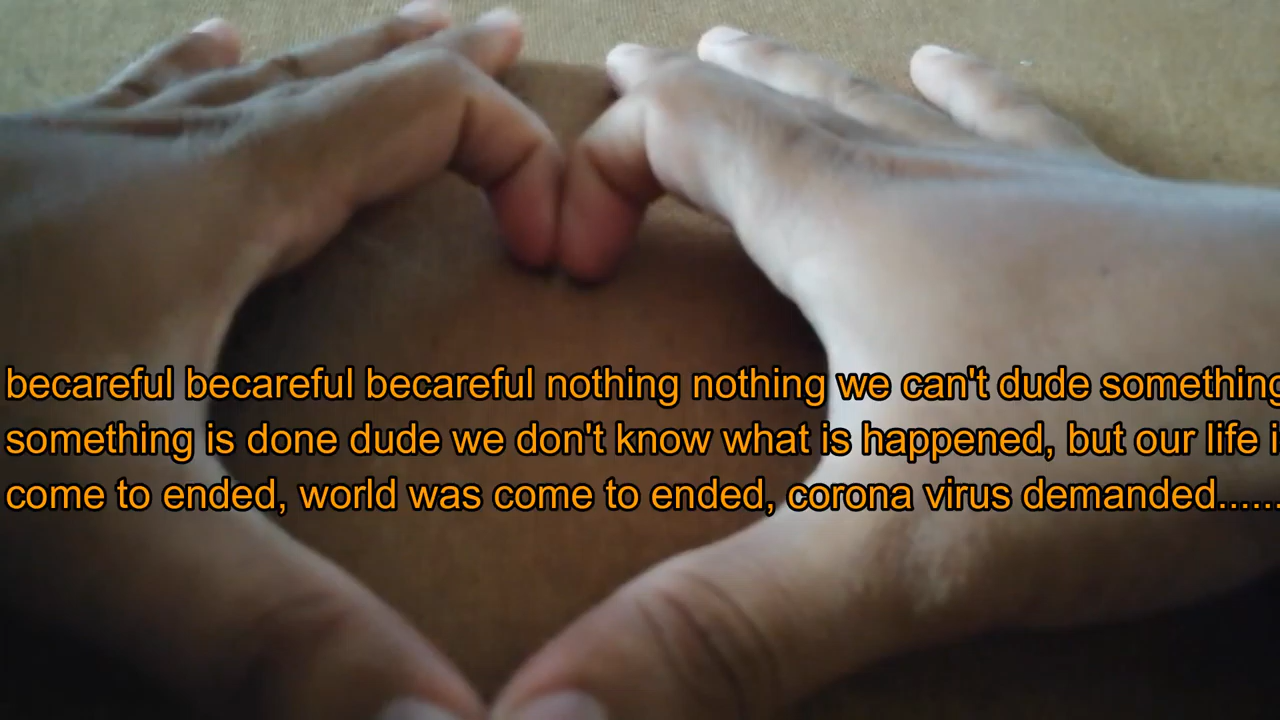 becareful becareful becareful nothing nothing we can't dude something
something is done dude we don't know what is happened, but our life i
come to ended, world was come to ended, corona virus demanded......